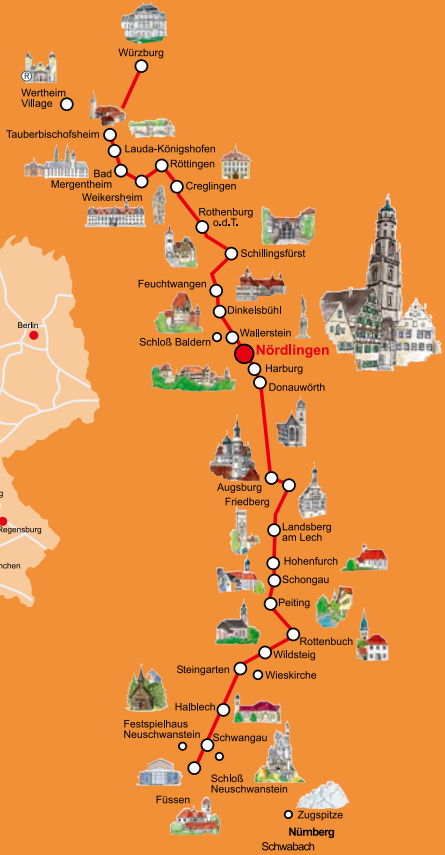 Würzburg
®
Wertheim
Village
Tauberbischofsheim
Lauda-Königshofen
Röttingen
Bad
Mergentheim
Creglingen
Weikersheim
Rothenburg
o.d.T.
Schillingsfürst
Feuchtwangen
Dinkelsbühl
Berlin
Wallerstein
Schloß Baldern
Nördlingen
Harburg
Donauwörth
Augsburg
Friedberg
g
Regensburg
Landsberg
am Lech
nchen
Hohenfurch
Schongau
Peiting
Rottenbuch
Wildsteig
Steingarten
Wieskirche
Halblech
Festspielhaus
Neuschwanstein
Schwangau
Schloß
Neuschwanstein
Füssen
Zugspitze
Nürnberg
Schwabach